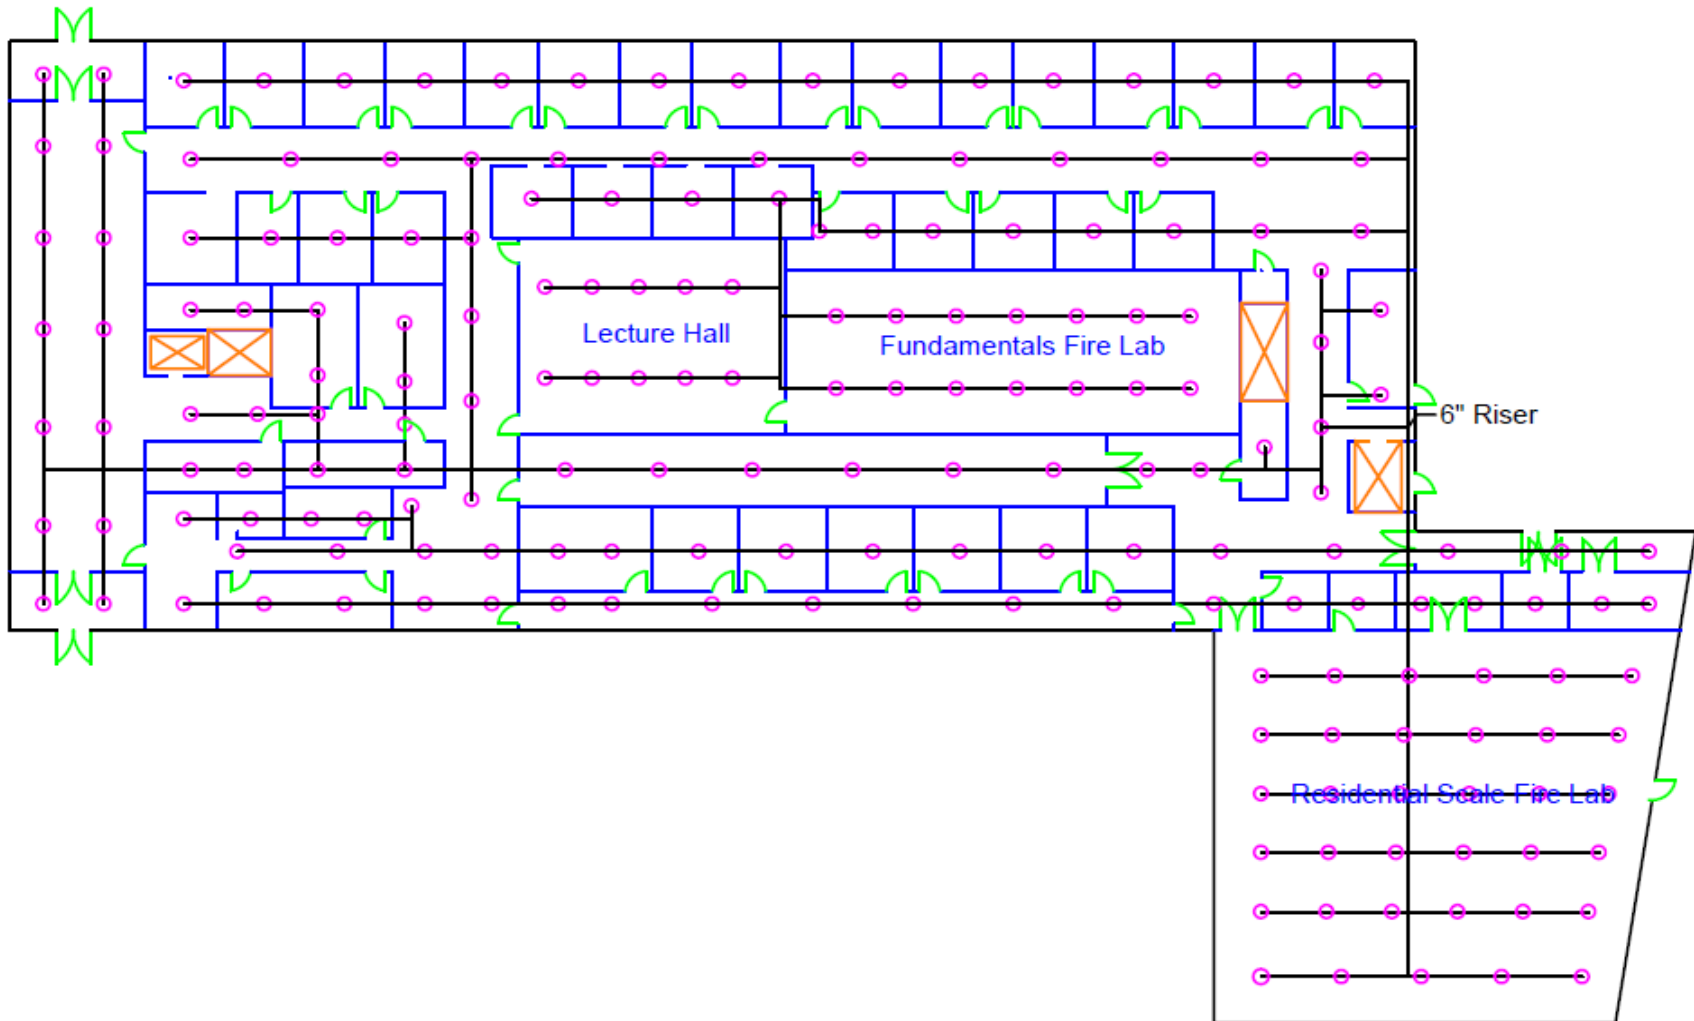 Lecture Hall
Fundamentals Fire Lab
6" Riser
Residential Scale Fire Lab